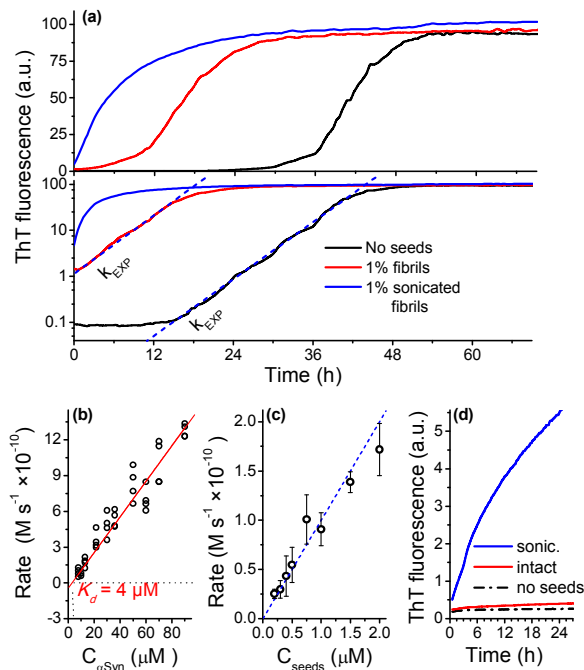 (a)
ThT fluorescence (a.u.)
100
75
50
25
0
ThT fluorescence (a.u.)
100
10
1
0.1
k_EXP
k_EXP
No seeds
1% fibrils
1% sonicated
fibrils
0 12 24 36 48 60
Time (h)
(b)
Rate (M s⁻¹ ×10⁻¹⁰)
15
12
9
6
3
0
-3
K_d = 4 µM
0 20 40 60 80
C_αSyn (µM)
(c)
Rate (M s⁻¹ ×10⁻¹⁰)
2.0
1.5
1.0
0.5
0.0
0.0 0.5 1.0 1.5 2.0
C_seeds (µM)
(d)
ThT fluorescence (a.u.)
5
4
3
2
1
0
sonic.
intact
no seeds
0 6 12 18 24
Time (h)